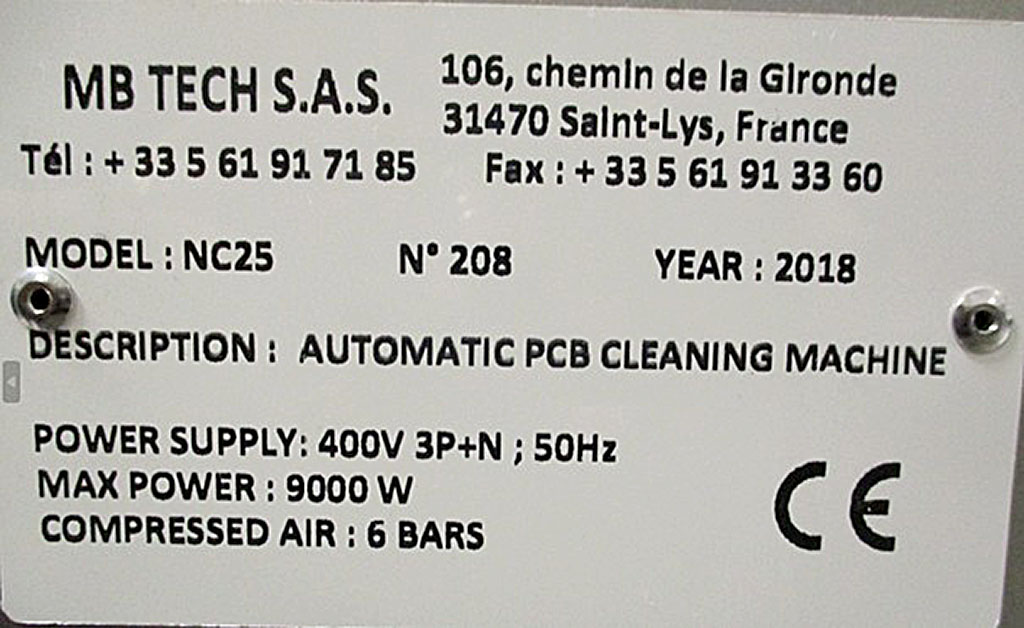 MB TECH S.A.S.
106, chemin de la Gironde
31470 Saint-Lys, France
Tél : + 33 5 61 91 71 85 Fax : + 33 5 61 91 33 60
MODEL : NC25 N° 208 YEAR : 2018
DESCRIPTION : AUTOMATIC PCB CLEANING MACHINE
POWER SUPPLY: 400V 3P+N ; 50Hz
MAX POWER : 9000 W
COMPRESSED AIR : 6 BARS
CE